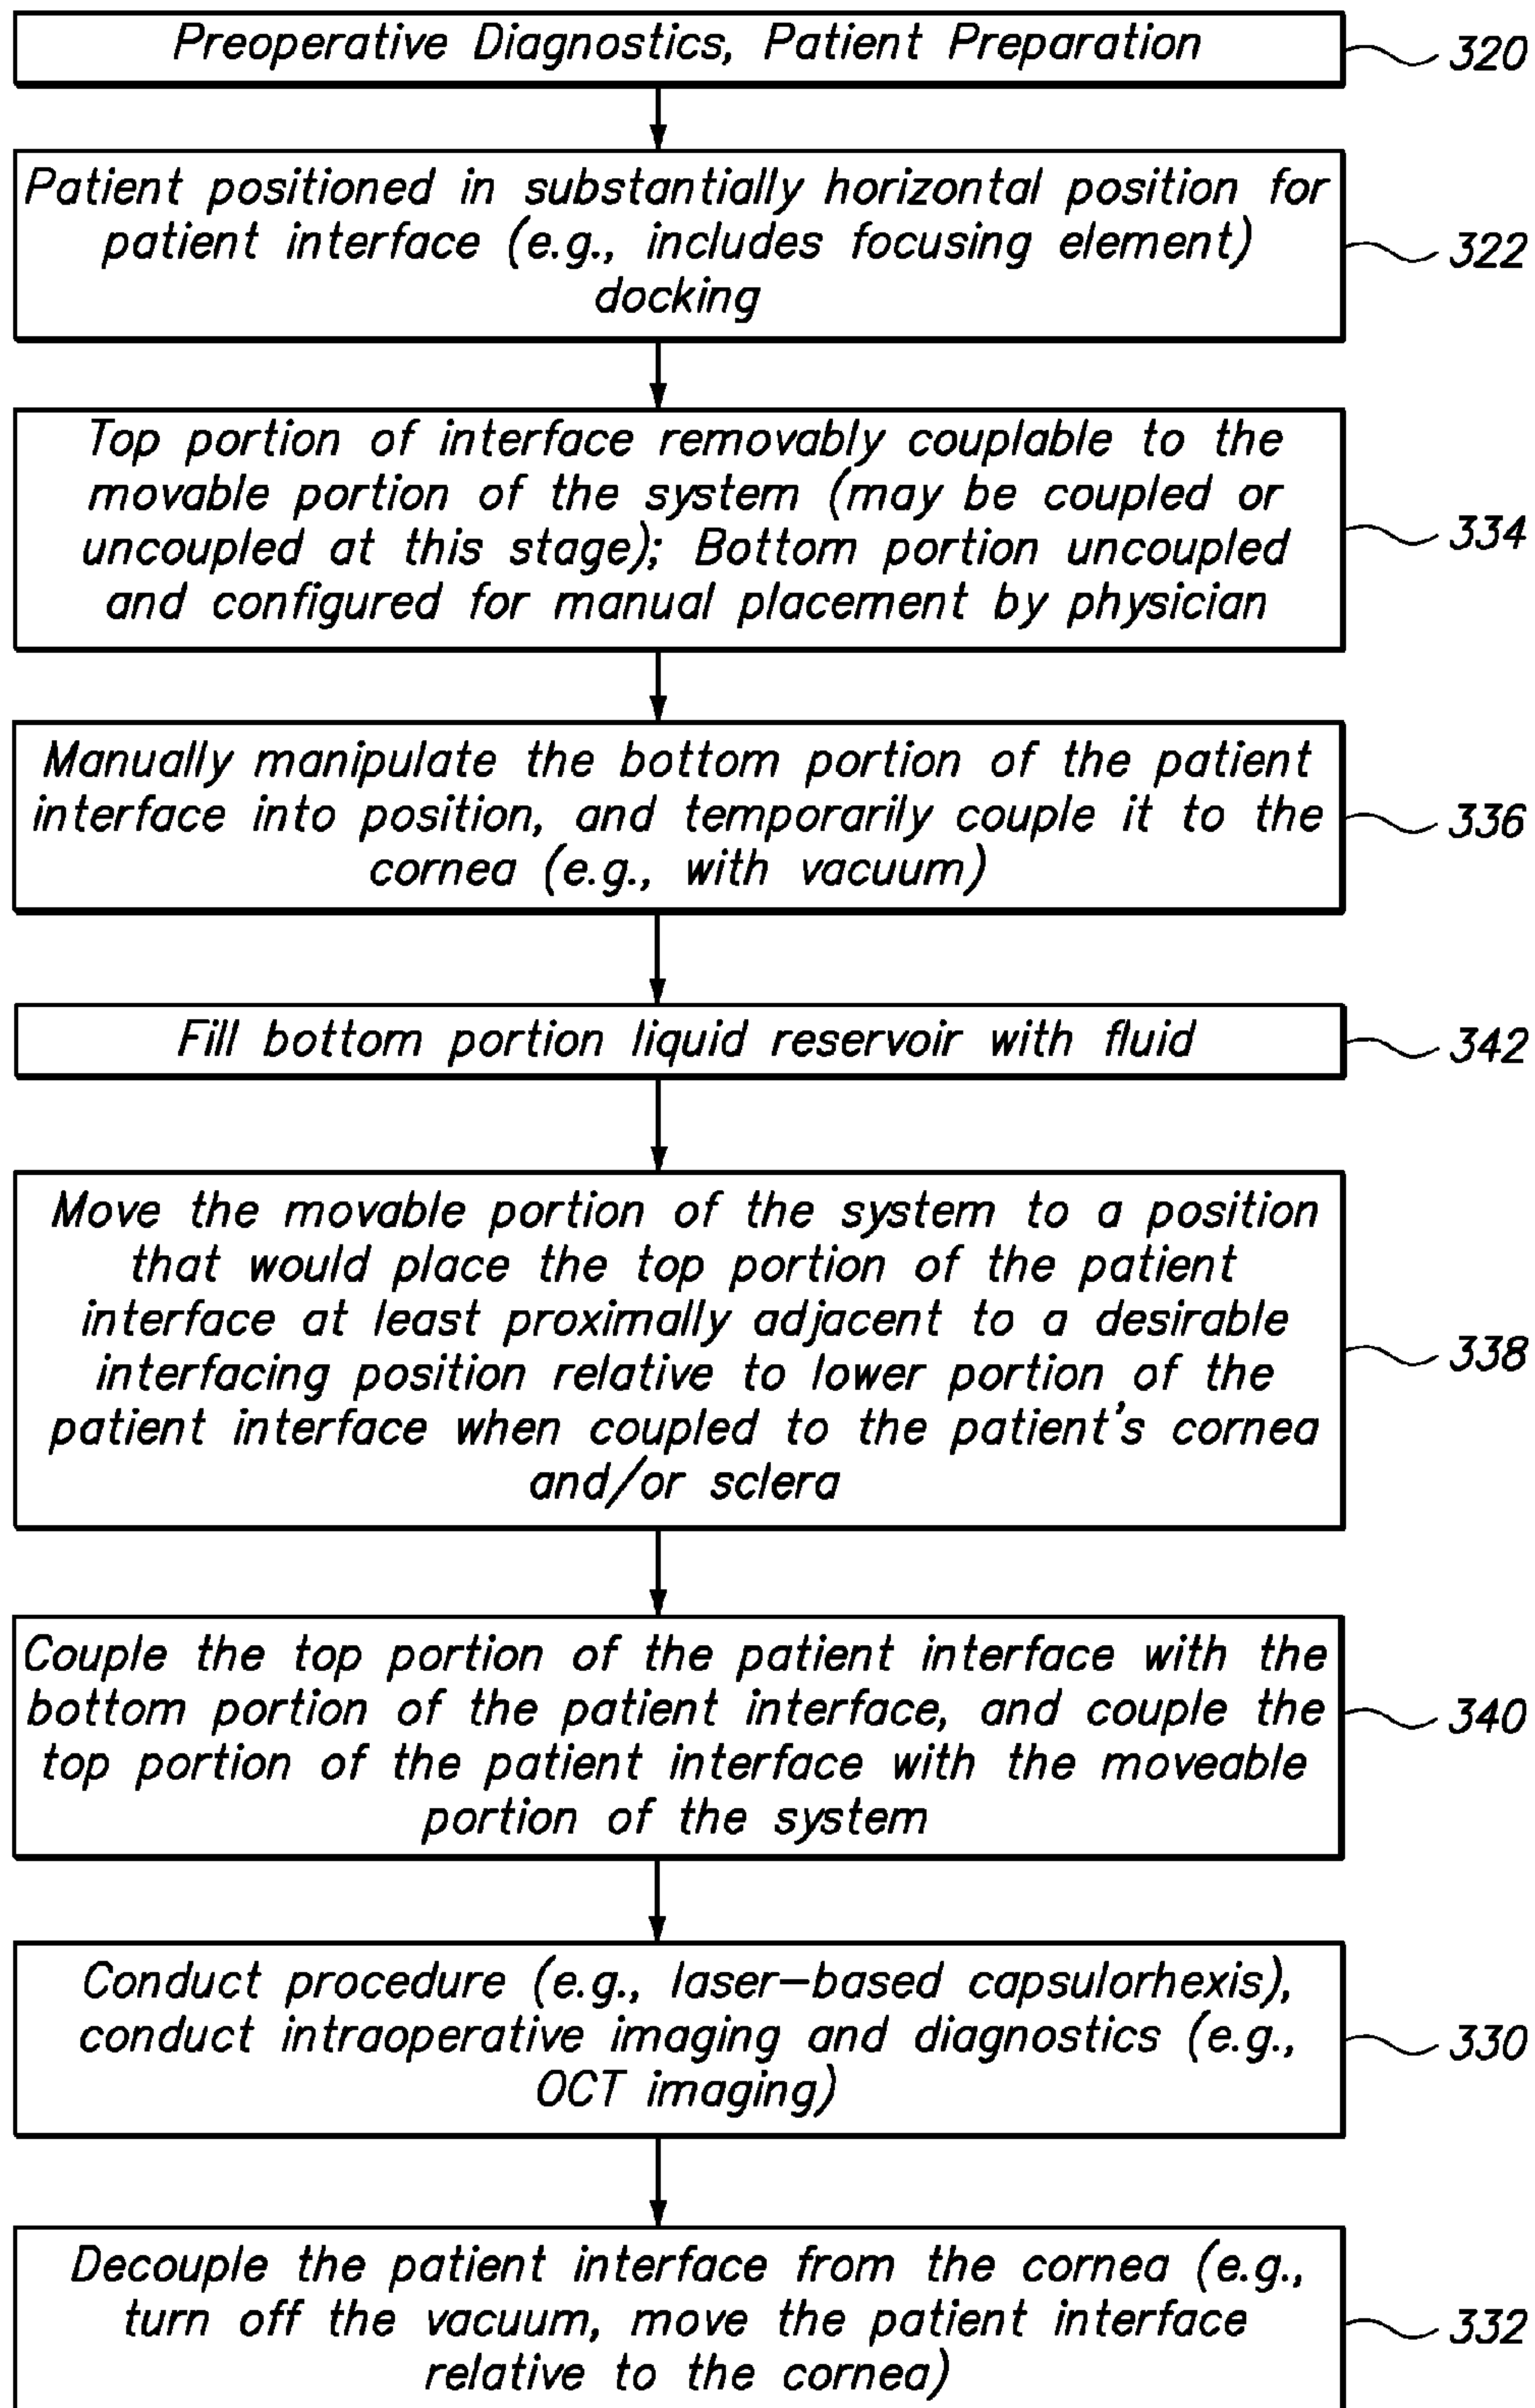 Preoperative Diagnostics, Patient Preparation
320
Patient positioned in substantially horizontal position for
patient interface (e.g., includes focusing element)
docking
322
Top portion of interface removably couplable to the
movable portion of the system (may be coupled or
uncoupled at this stage); Bottom portion uncoupled
and configured for manual placement by physician
334
Manually manipulate the bottom portion of the patient
interface into position, and temporarily couple it to the
cornea (e.g., with vacuum)
336
Fill bottom portion liquid reservoir with fluid
342
Move the movable portion of the system to a position
that would place the top portion of the patient
interface at least proximally adjacent to a desirable
interfacing position relative to lower portion of the
patient interface when coupled to the patient's cornea
and/or sclera
338
Couple the top portion of the patient interface with the
bottom portion of the patient interface, and couple the
top portion of the patient interface with the moveable
portion of the system
340
Conduct procedure (e.g., laser-based capsulorhexis),
conduct intraoperative imaging and diagnostics (e.g.,
OCT imaging)
330
Decouple the patient interface from the cornea (e.g.,
turn off the vacuum, move the patient interface
relative to the cornea)
332